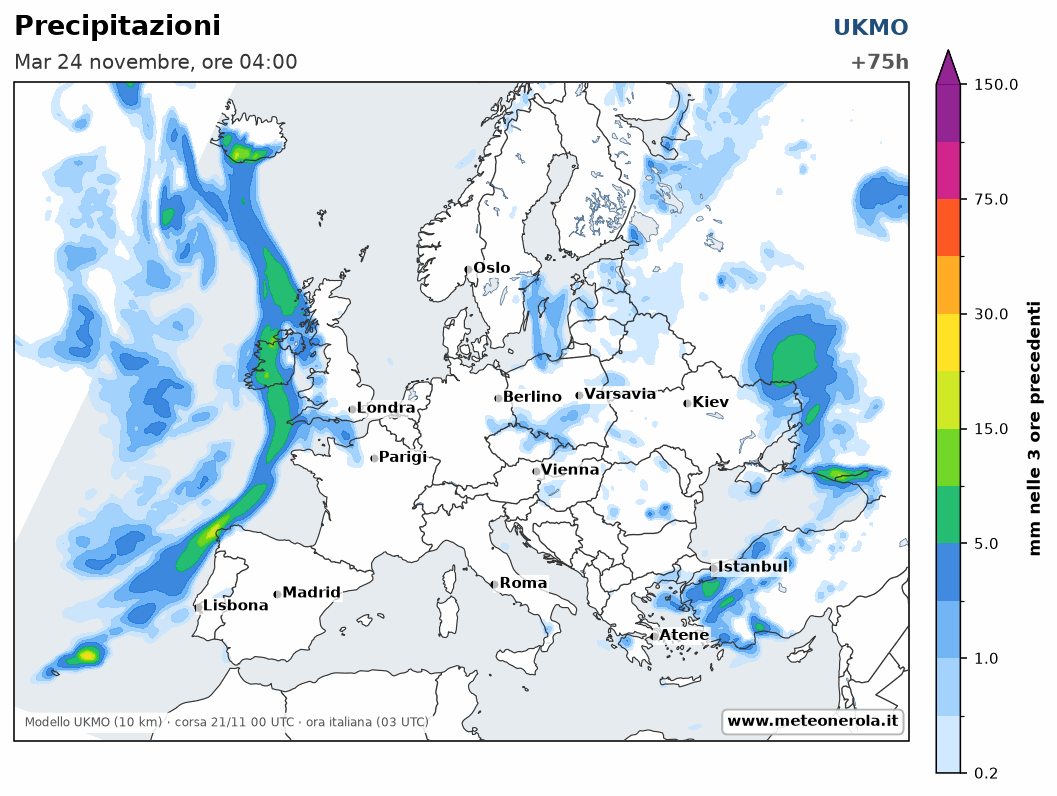 Precipitazioni
UKMO
Mar 24 novembre, ore 04:00
+75h
150.0
75.0
30.0
15.0
5.0
1.0
0.2
mm nelle 3 ore precedenti
Oslo
Londra
Berlino
Varsavia
Kiev
Parigi
Vienna
Istanbul
Madrid
Roma
Lisbona
Atene
Modello UKMO (10 km) · corsa 21/11 00 UTC · ora italiana (03 UTC)
www.meteonerola.it